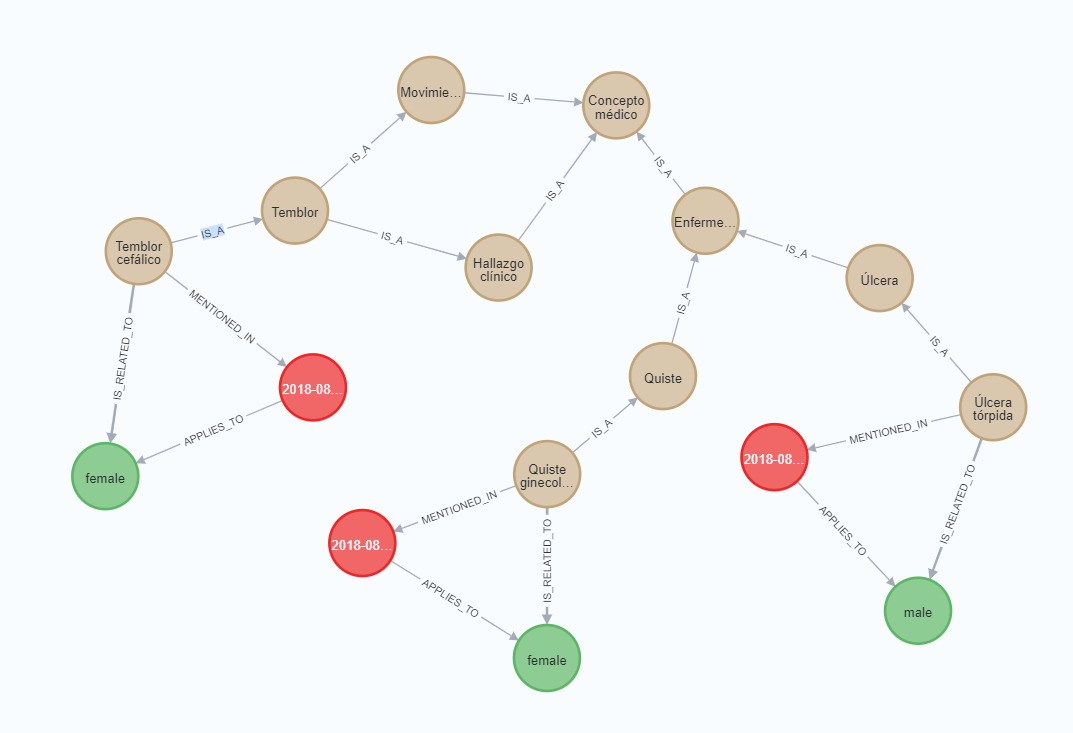 Movimie...
IS_A
Concepto
médico
IS_A
IS_A
IS_A
Temblor
Enferme...
IS_A
Temblor
cefálico
IS_A
IS_A
Hallazgo
clínico
Úlcera
MENTIONED_IN
IS_A
IS_A
IS_RELATED_TO
2018-08...
Quiste
Úlcera
tórpida
APPLIES_TO
IS_A
MENTIONED_IN
2018-08...
female
Quiste
ginecol...
IS_RELATED_TO
MENTIONED_IN
APPLIES_TO
2018-08...
IS_RELATED_TO
APPLIES_TO
male
female